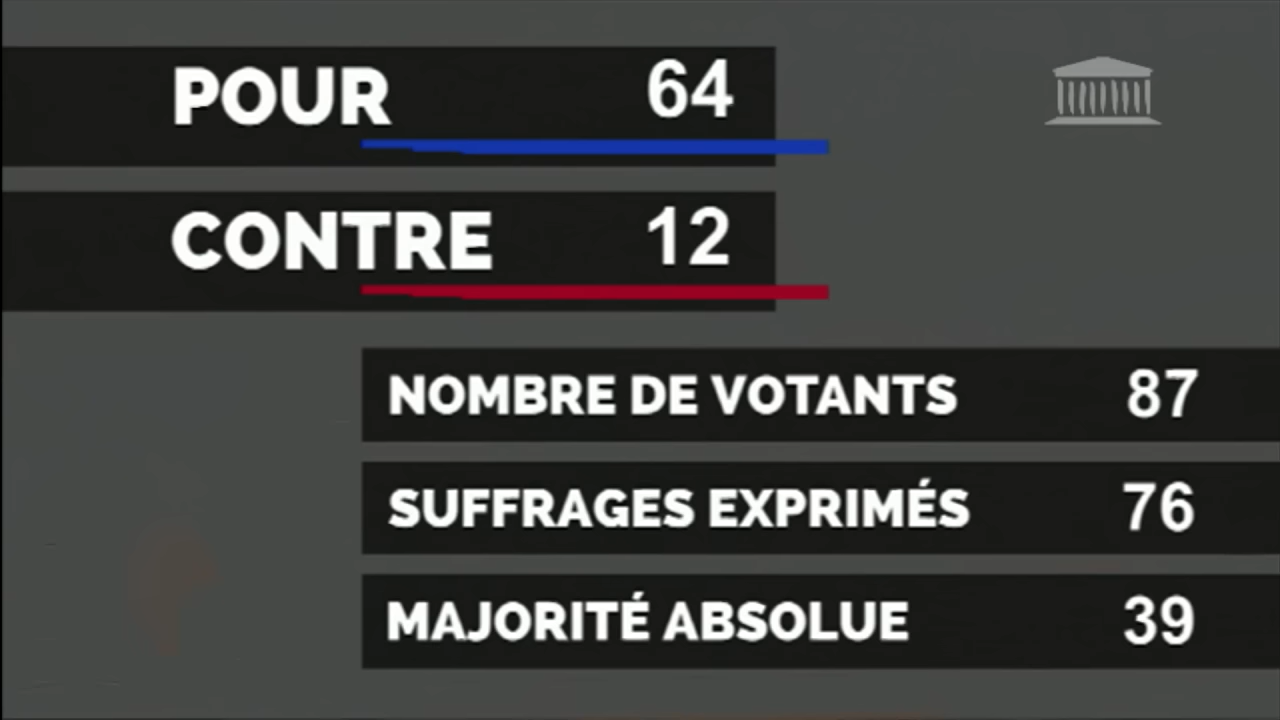 POUR 64
CONTRE 12
NOMBRE DE VOTANTS 87
SUFFRAGES EXPRIMÉS 76
MAJORITÉ ABSOLUE 39